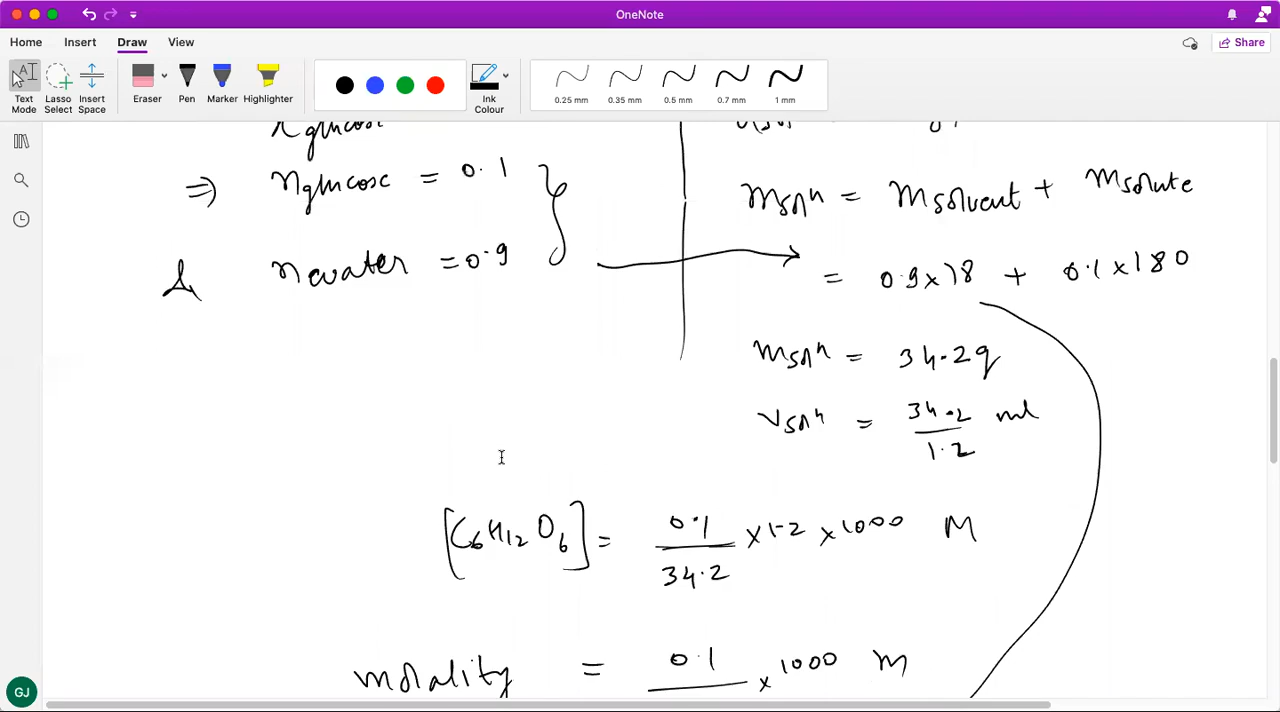 OneNote
Home Insert Draw View
Share
Text Mode
Lasso Select
Insert Space
Eraser
Pen
Marker
Highlighter
Ink Colour
0.25 mm
0.35 mm
0.5 mm
0.7 mm
1 mm
nglucose
⇒ nglucose = 0.1
& nwater = 0.9
msolⁿ = msolvent + msolute
= 0.9×18 + 0.1×180
msolⁿ = 34.2g
vsolⁿ = 34.2/1.2 ml
[C6H12O6] = 0.1/34.2 ×1.2 ×1000 M
molality = 0.1 × 1000 m
GJ